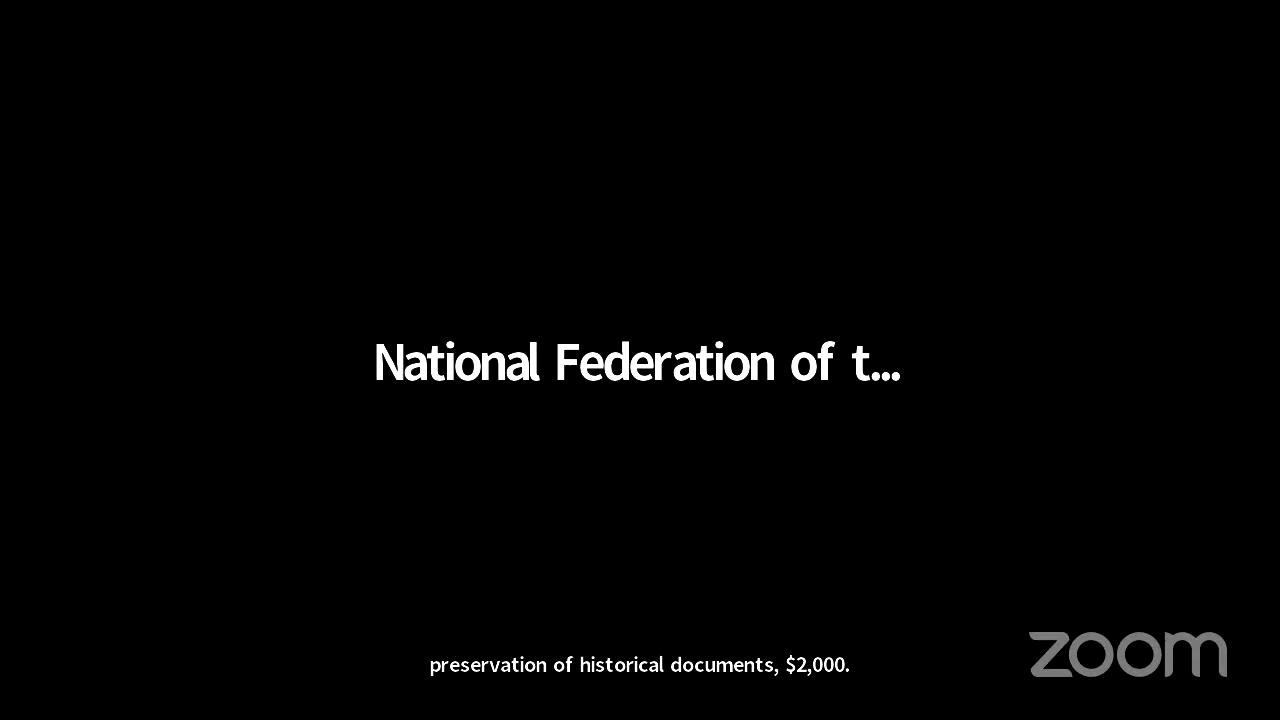 National Federation of t...
preservation of historical documents, $2,000.
zoom